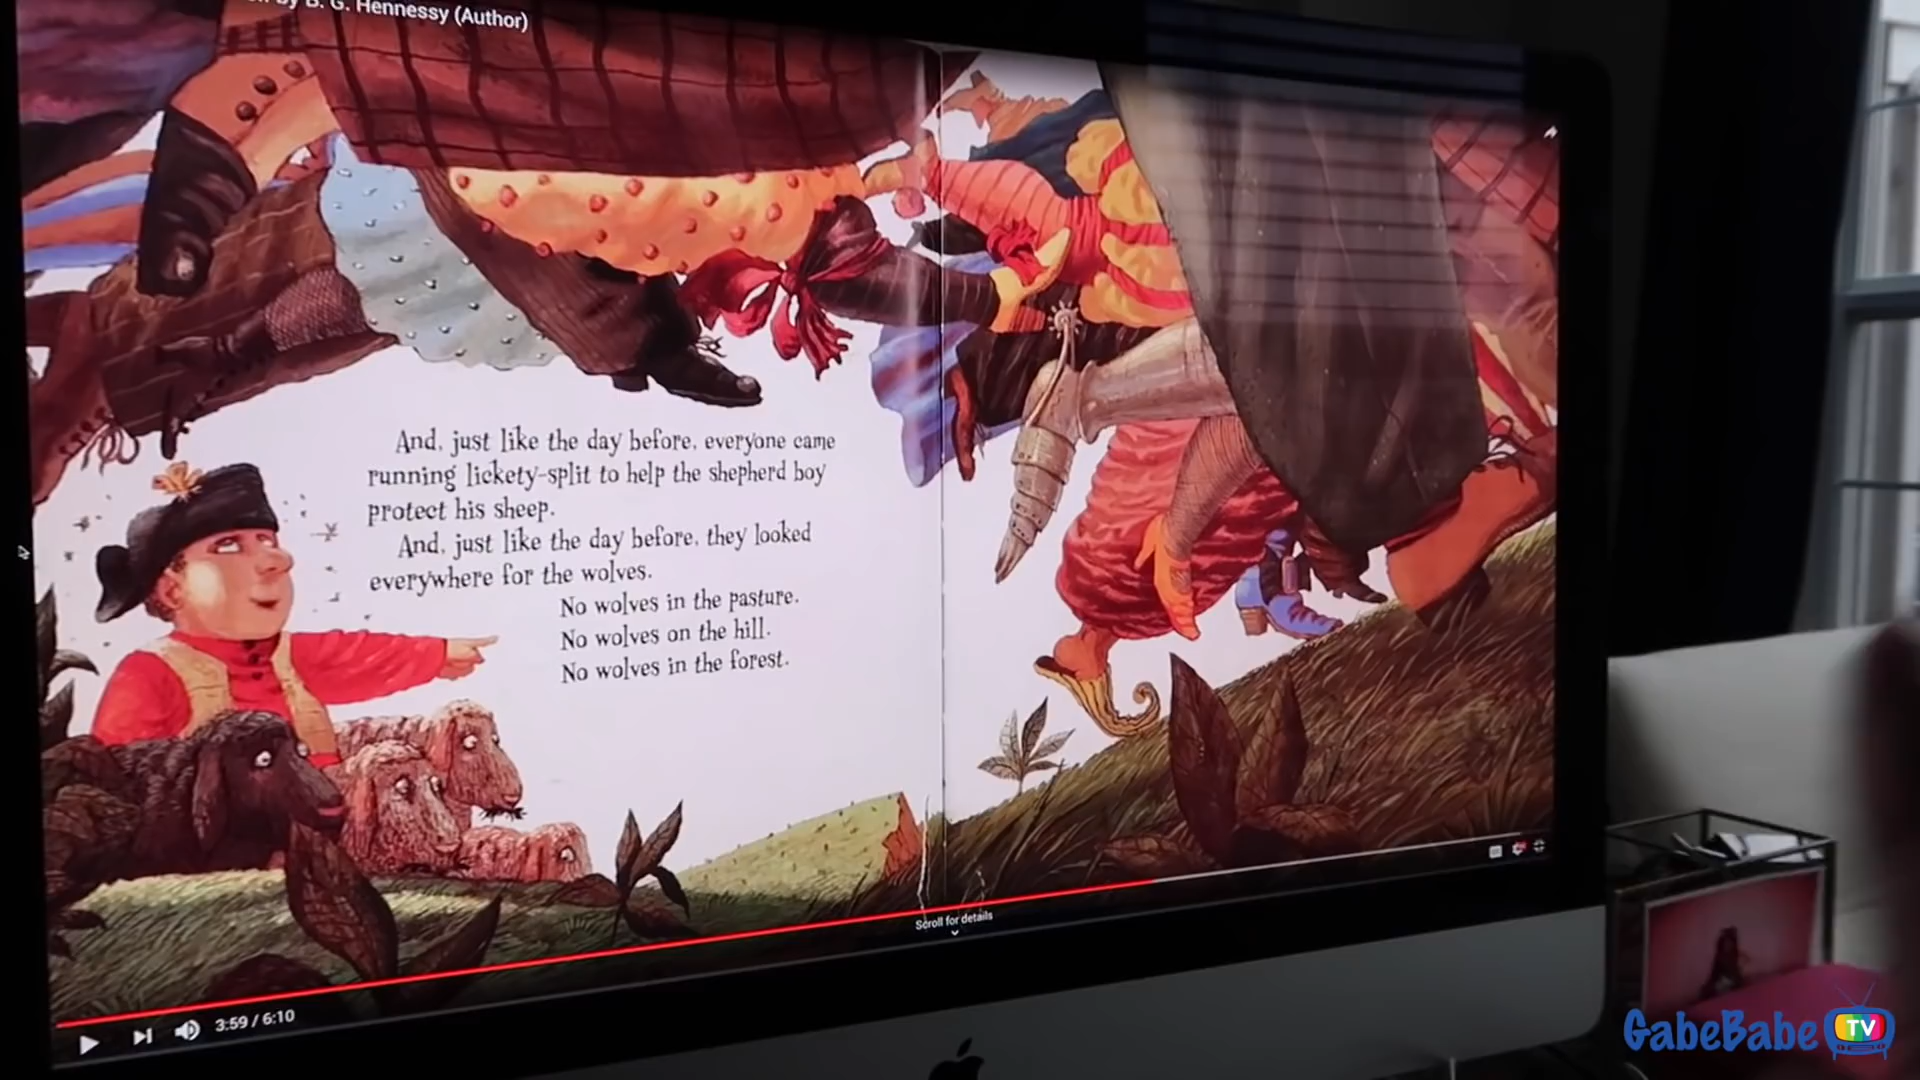 by B. G. Hennessy (Author)
And, just like the day before, everyone came
running lickety-split to help the shepherd boy
protect his sheep.
And, just like the day before, they looked
everywhere for the wolves.
No wolves in the pasture.
No wolves on the hill.
No wolves in the forest.
Scroll for details
3:59 / 6:10
GabeBabe TV